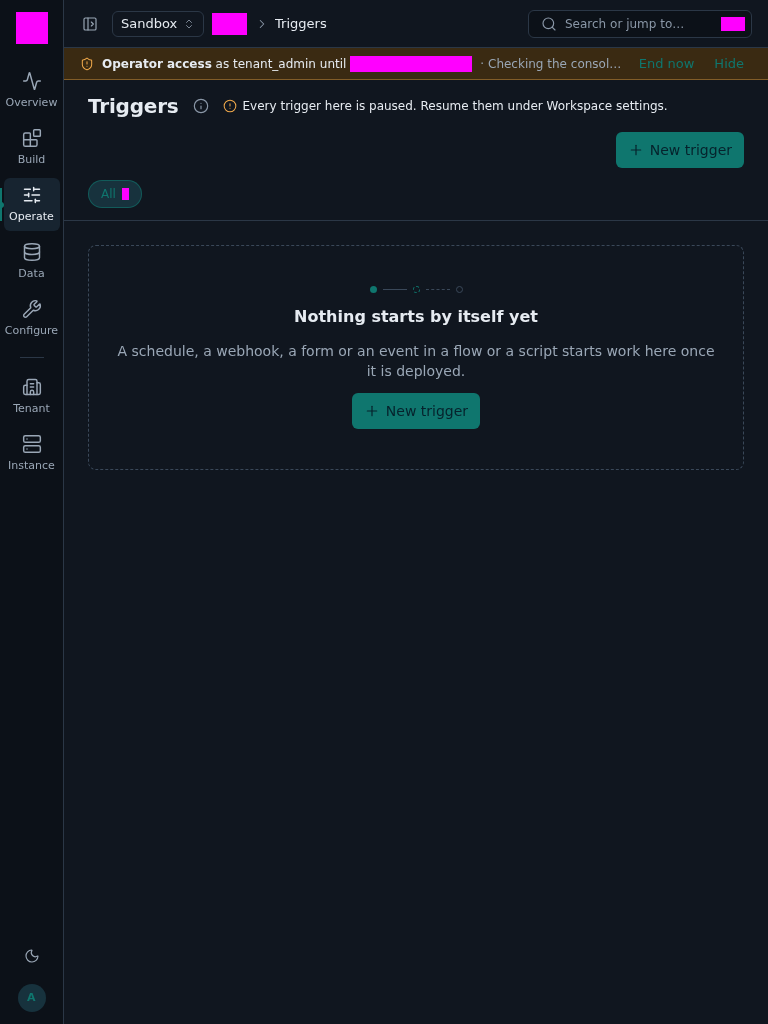 Sandbox
Triggers
Search or jump to…
Operator access as tenant_admin until
· Checking the consol…
End now
Hide
Overview
Build
Operate
Data
Configure
Tenant
Instance
Triggers
Every trigger here is paused. Resume them under Workspace settings.
New trigger
All
Nothing starts by itself yet
A schedule, a webhook, a form or an event in a flow or a script starts work here once
it is deployed.
New trigger
A